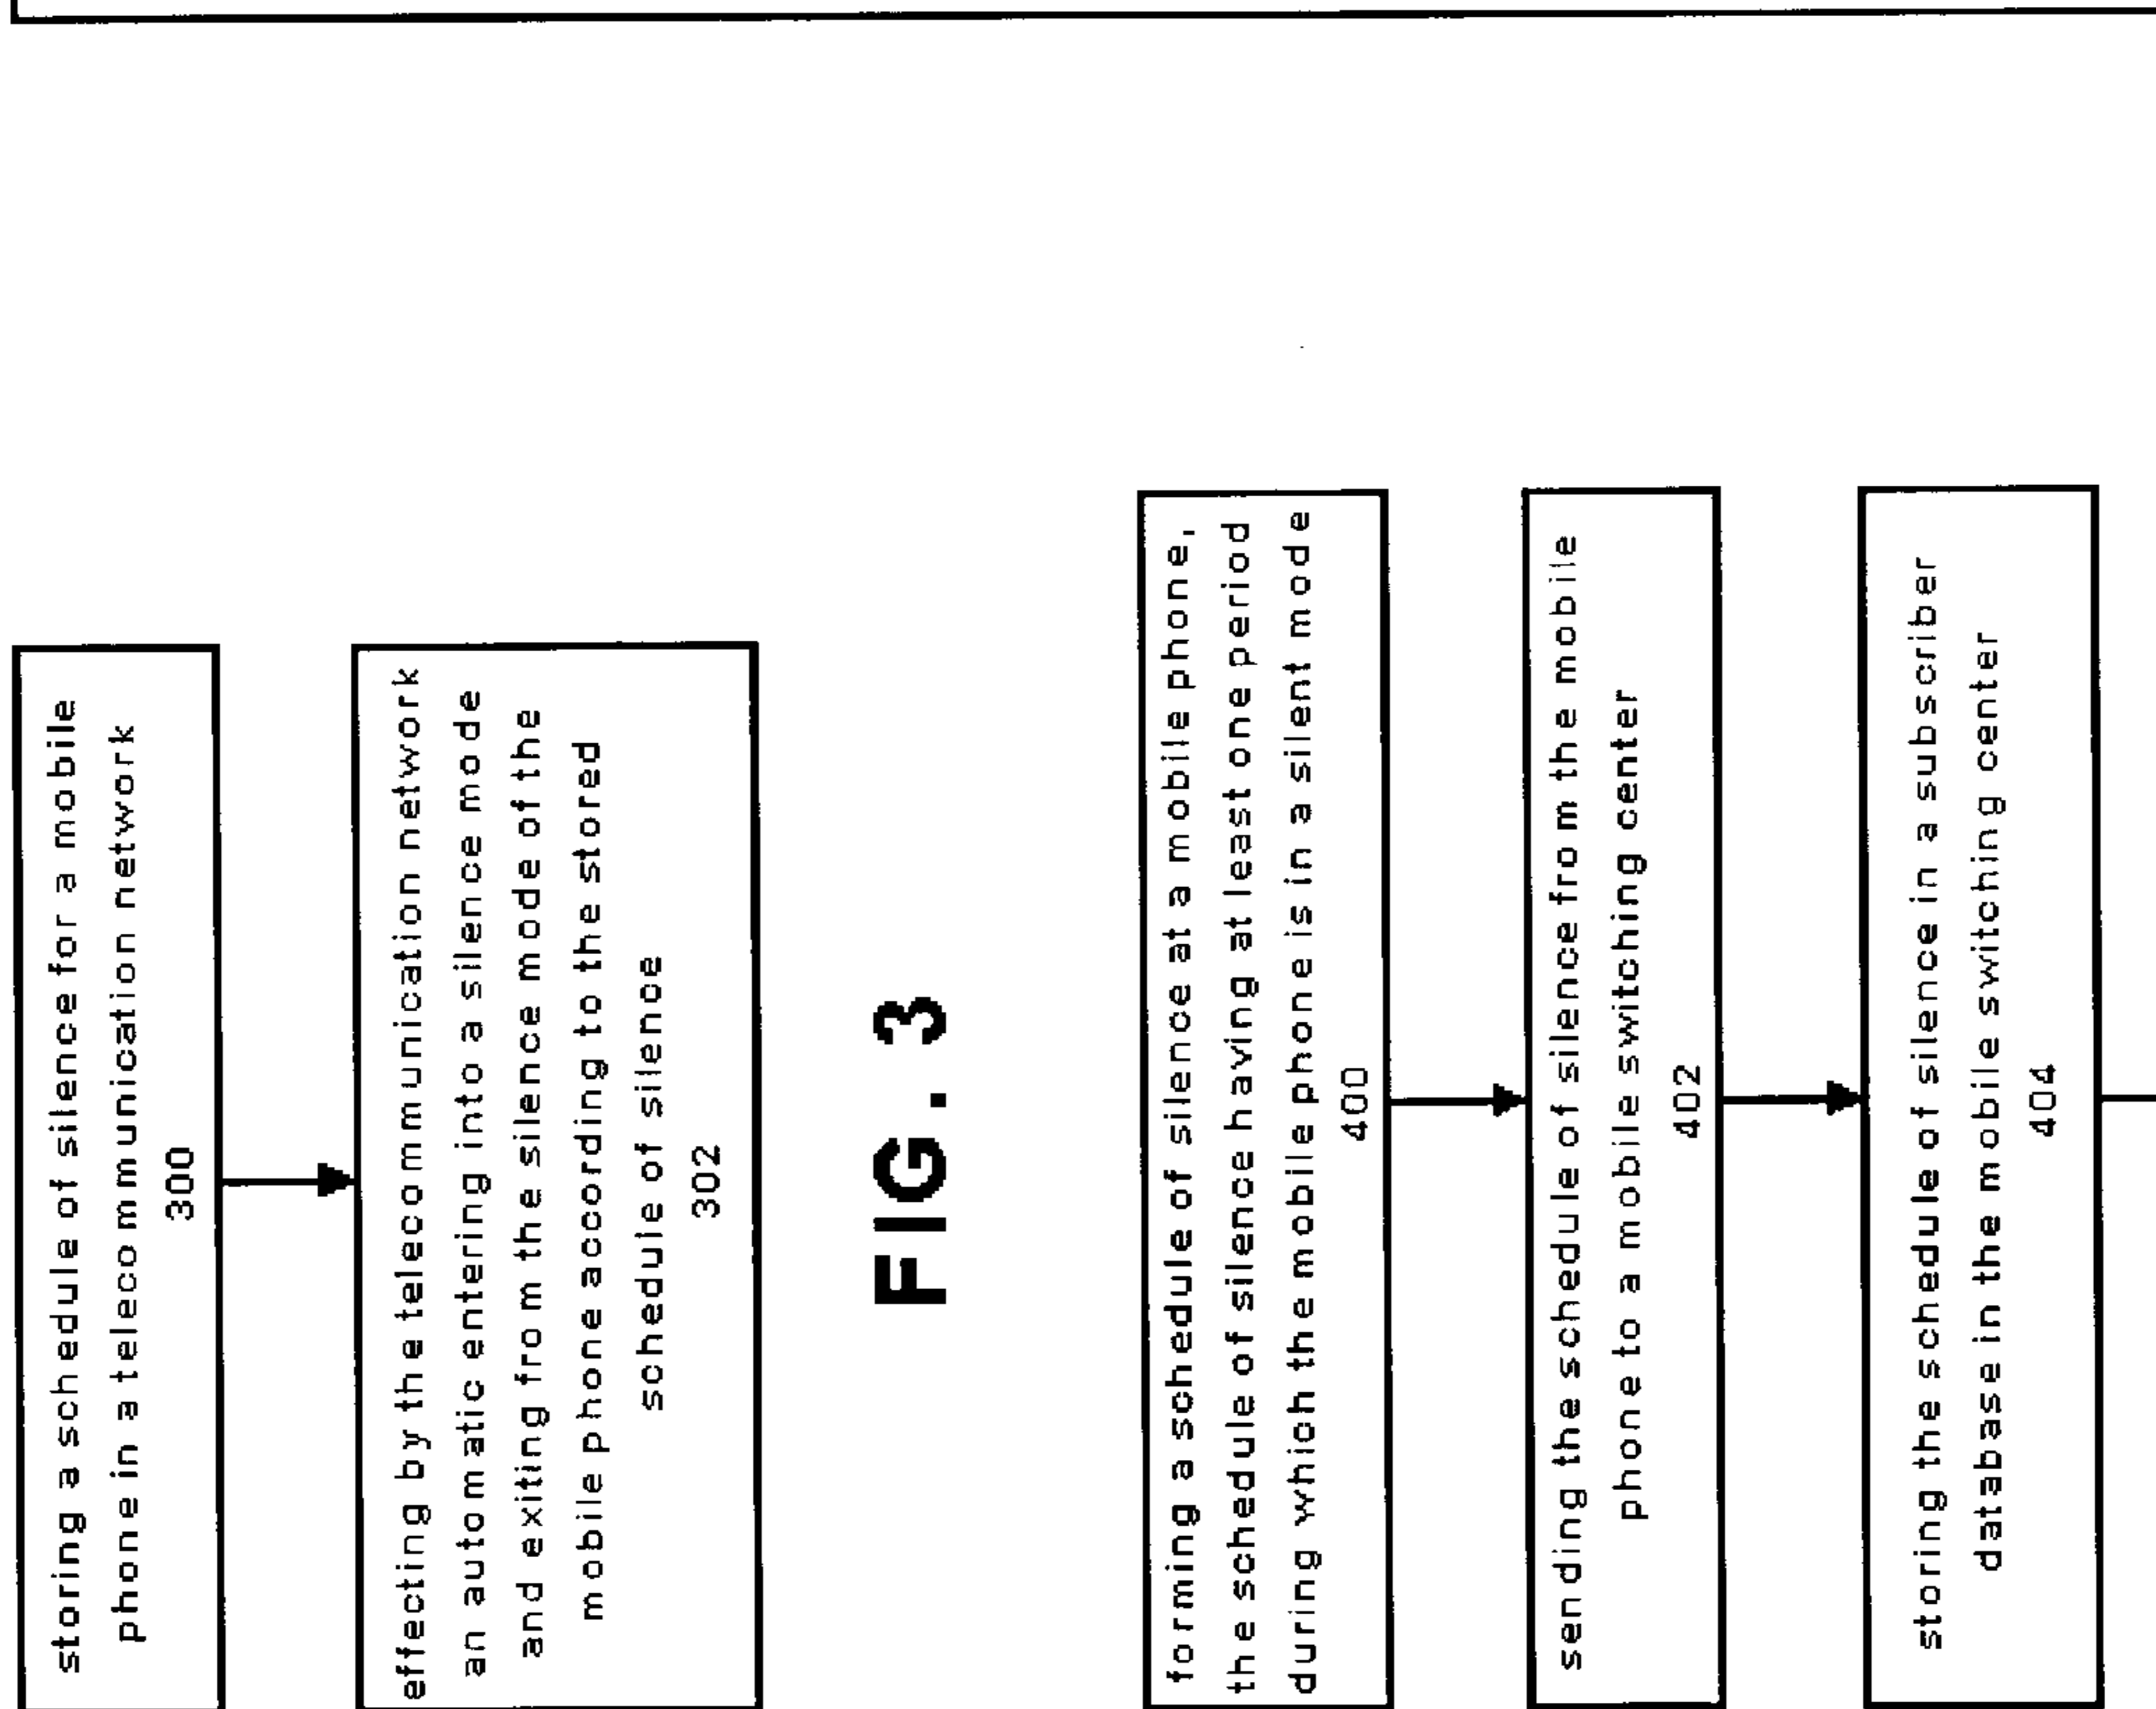 storing a schedule of silence for a mobile
phone in a telecommunication network
300
effecting by the telecommunication network
an automatic entering into a silence mode
and exiting from the silence mode of the
mobile phone according to the stored
schedule of silence
302
FIG. 3
forming a schedule of silence at a mobile phone,
the schedule of silence having at least one period
during which the mobile phone is in a silent mode
400
sending the schedule of silence from the mobile
phone to a mobile switching center
402
storing the schedule of silence in a subscriber
database in the mobile switching center
404